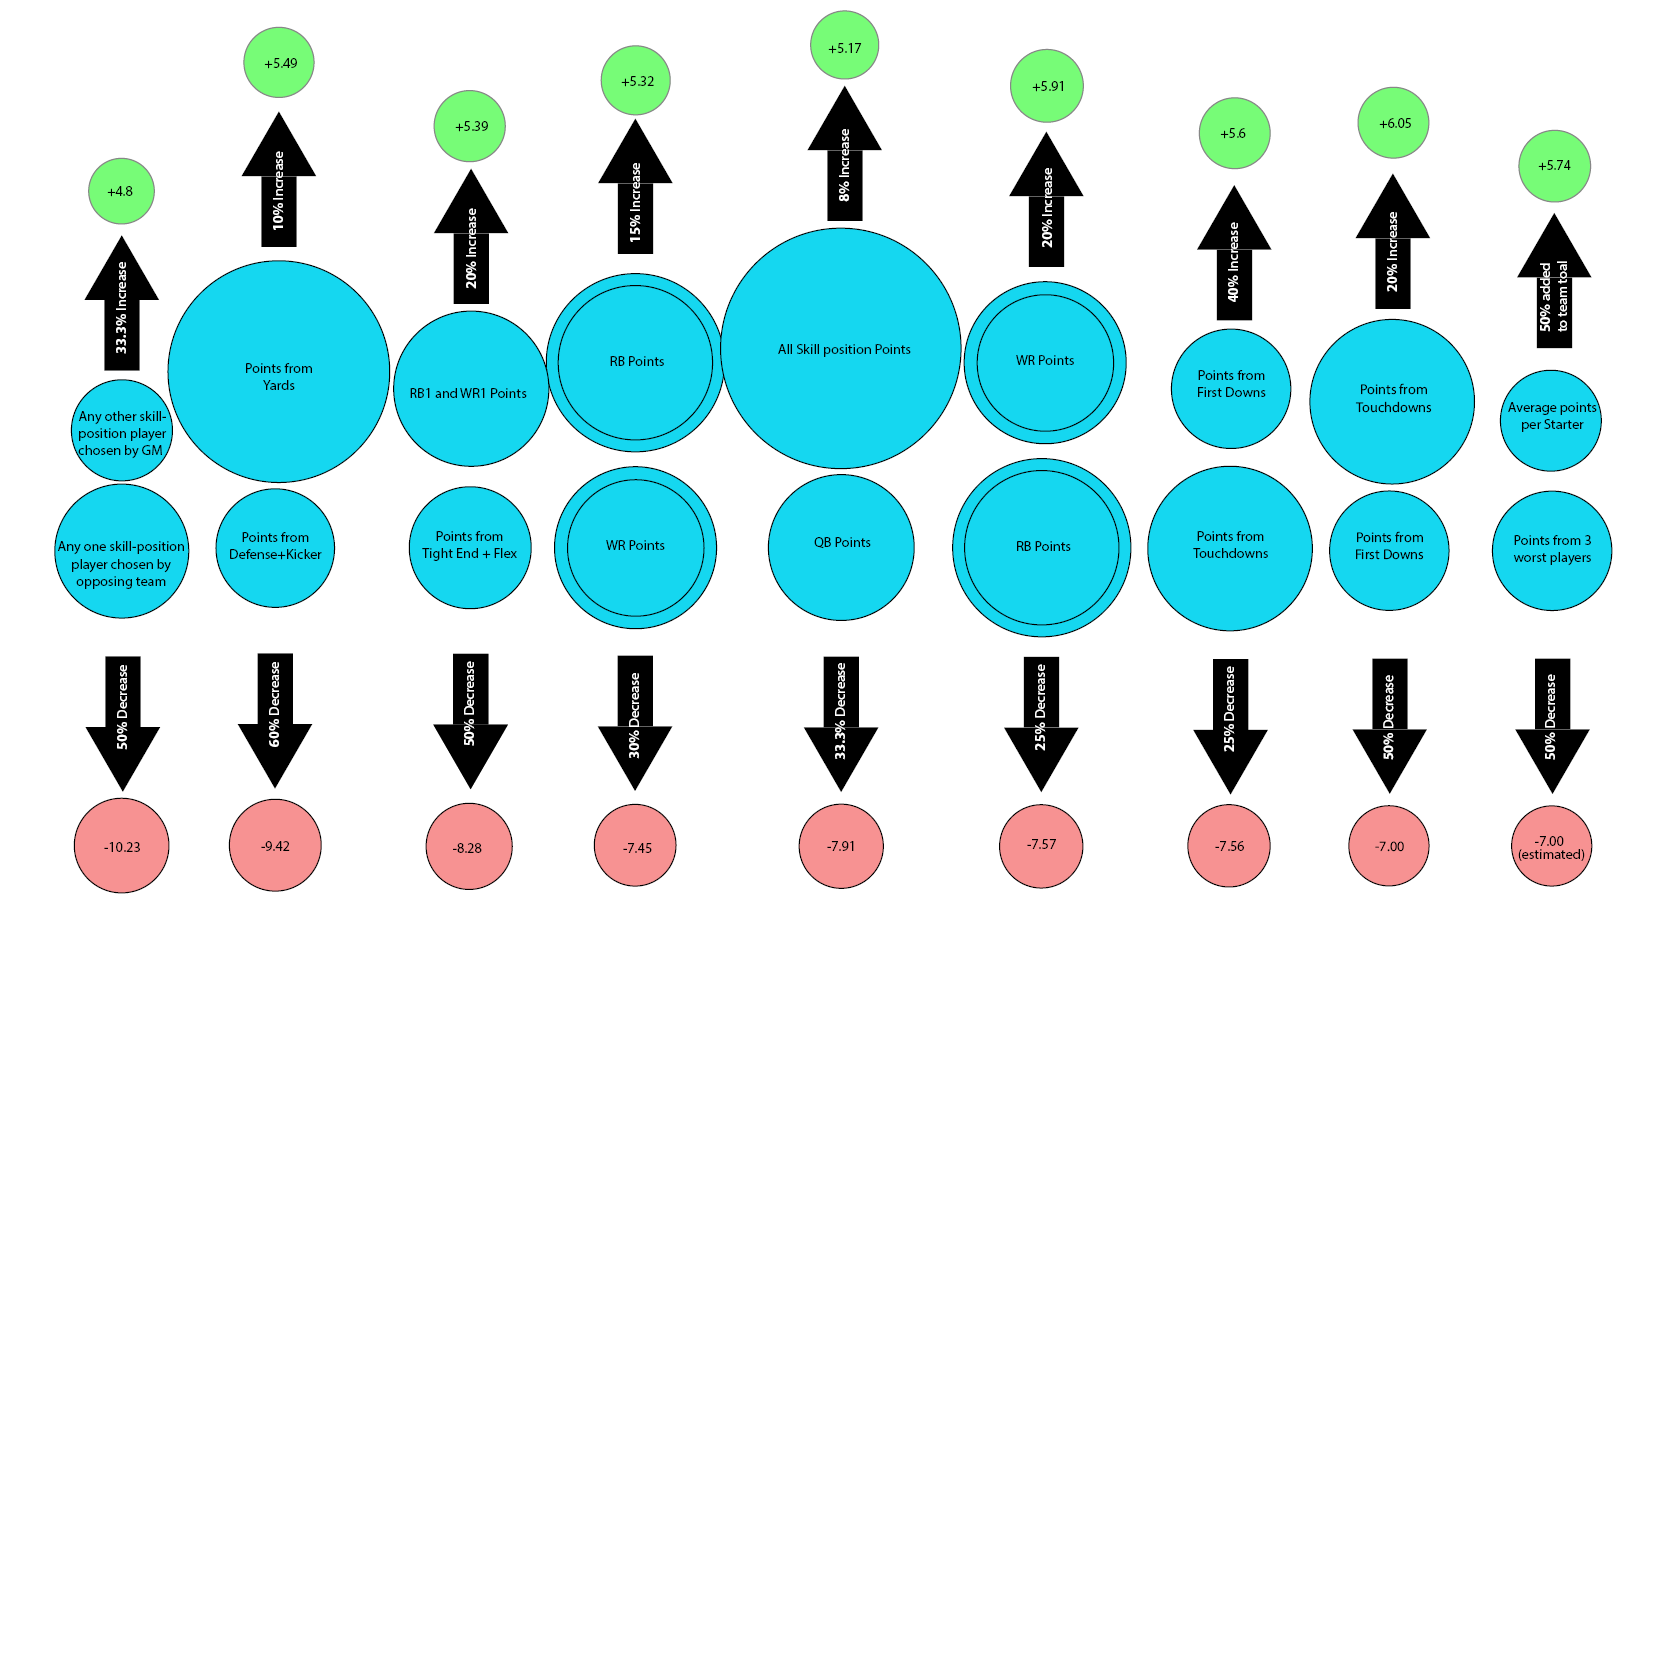 +4.8
33.3% Increase
Any other skill-
position player
chosen by GM
Any one skill-position
player chosen by
opposing team
50% Decrease
-10.23
+5.49
10% Increase
Points from
Yards
Points from
Defense+Kicker
60% Decrease
-9.42
+5.39
20% Increase
RB1 and WR1 Points
Points from
Tight End + Flex
50% Decrease
-8.28
+5.32
15% Increase
RB Points
WR Points
30% Decrease
-7.45
+5.17
8% Increase
All Skill position Points
QB Points
33.3% Decrease
-7.91
+5.91
20% Increase
WR Points
RB Points
25% Decrease
-7.57
+5.6
40% Increase
Points from
First Downs
Points from
Touchdowns
25% Decrease
-7.56
+6.05
20% Increase
Points from
Touchdowns
Points from
First Downs
50% Decrease
-7.00
+5.74
50% added
to team toal
Average points
per Starter
Points from 3
worst players
50% Decrease
-7.00
(estimated)